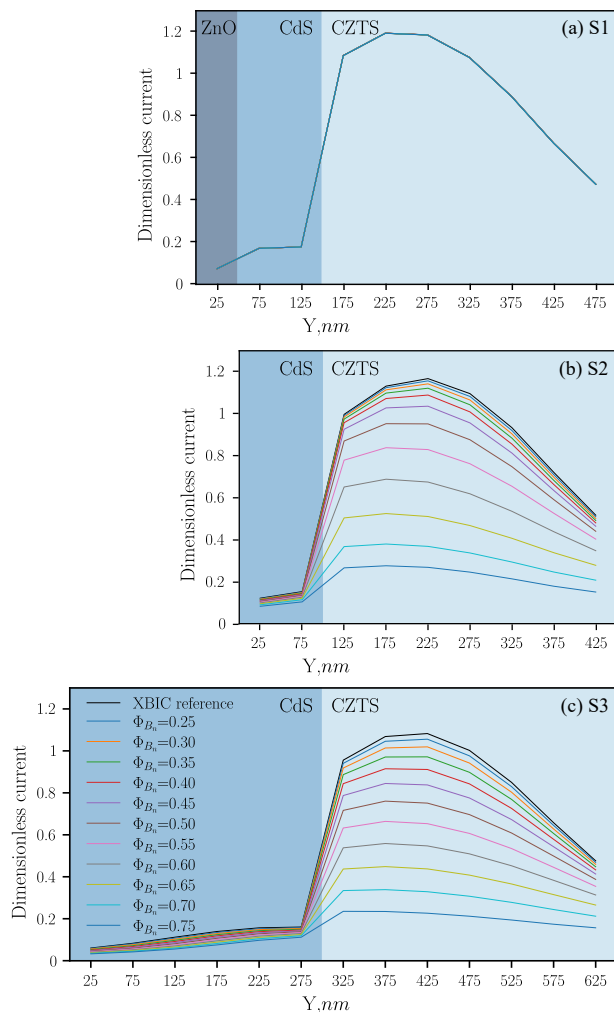 ZnO CdS CZTS (a) S1
Dimensionless current
1.2
1
0.8
0.6
0.4
0.2
0
25 75 125 175 225 275 325 375 425 475
Y,nm
CdS CZTS (b) S2
Dimensionless current
1.2
1
0.8
0.6
0.4
0.2
0
25 75 125 175 225 275 325 375 425
Y,nm
CdS CZTS (c) S3
Dimensionless current
1.2
1
0.8
0.6
0.4
0.2
0
XBIC reference
Φ_{B_n}=0.25
Φ_{B_n}=0.30
Φ_{B_n}=0.35
Φ_{B_n}=0.40
Φ_{B_n}=0.45
Φ_{B_n}=0.50
Φ_{B_n}=0.55
Φ_{B_n}=0.60
Φ_{B_n}=0.65
Φ_{B_n}=0.70
Φ_{B_n}=0.75
25 75 125 175 225 275 325 375 425 475 525 575 625
Y,nm